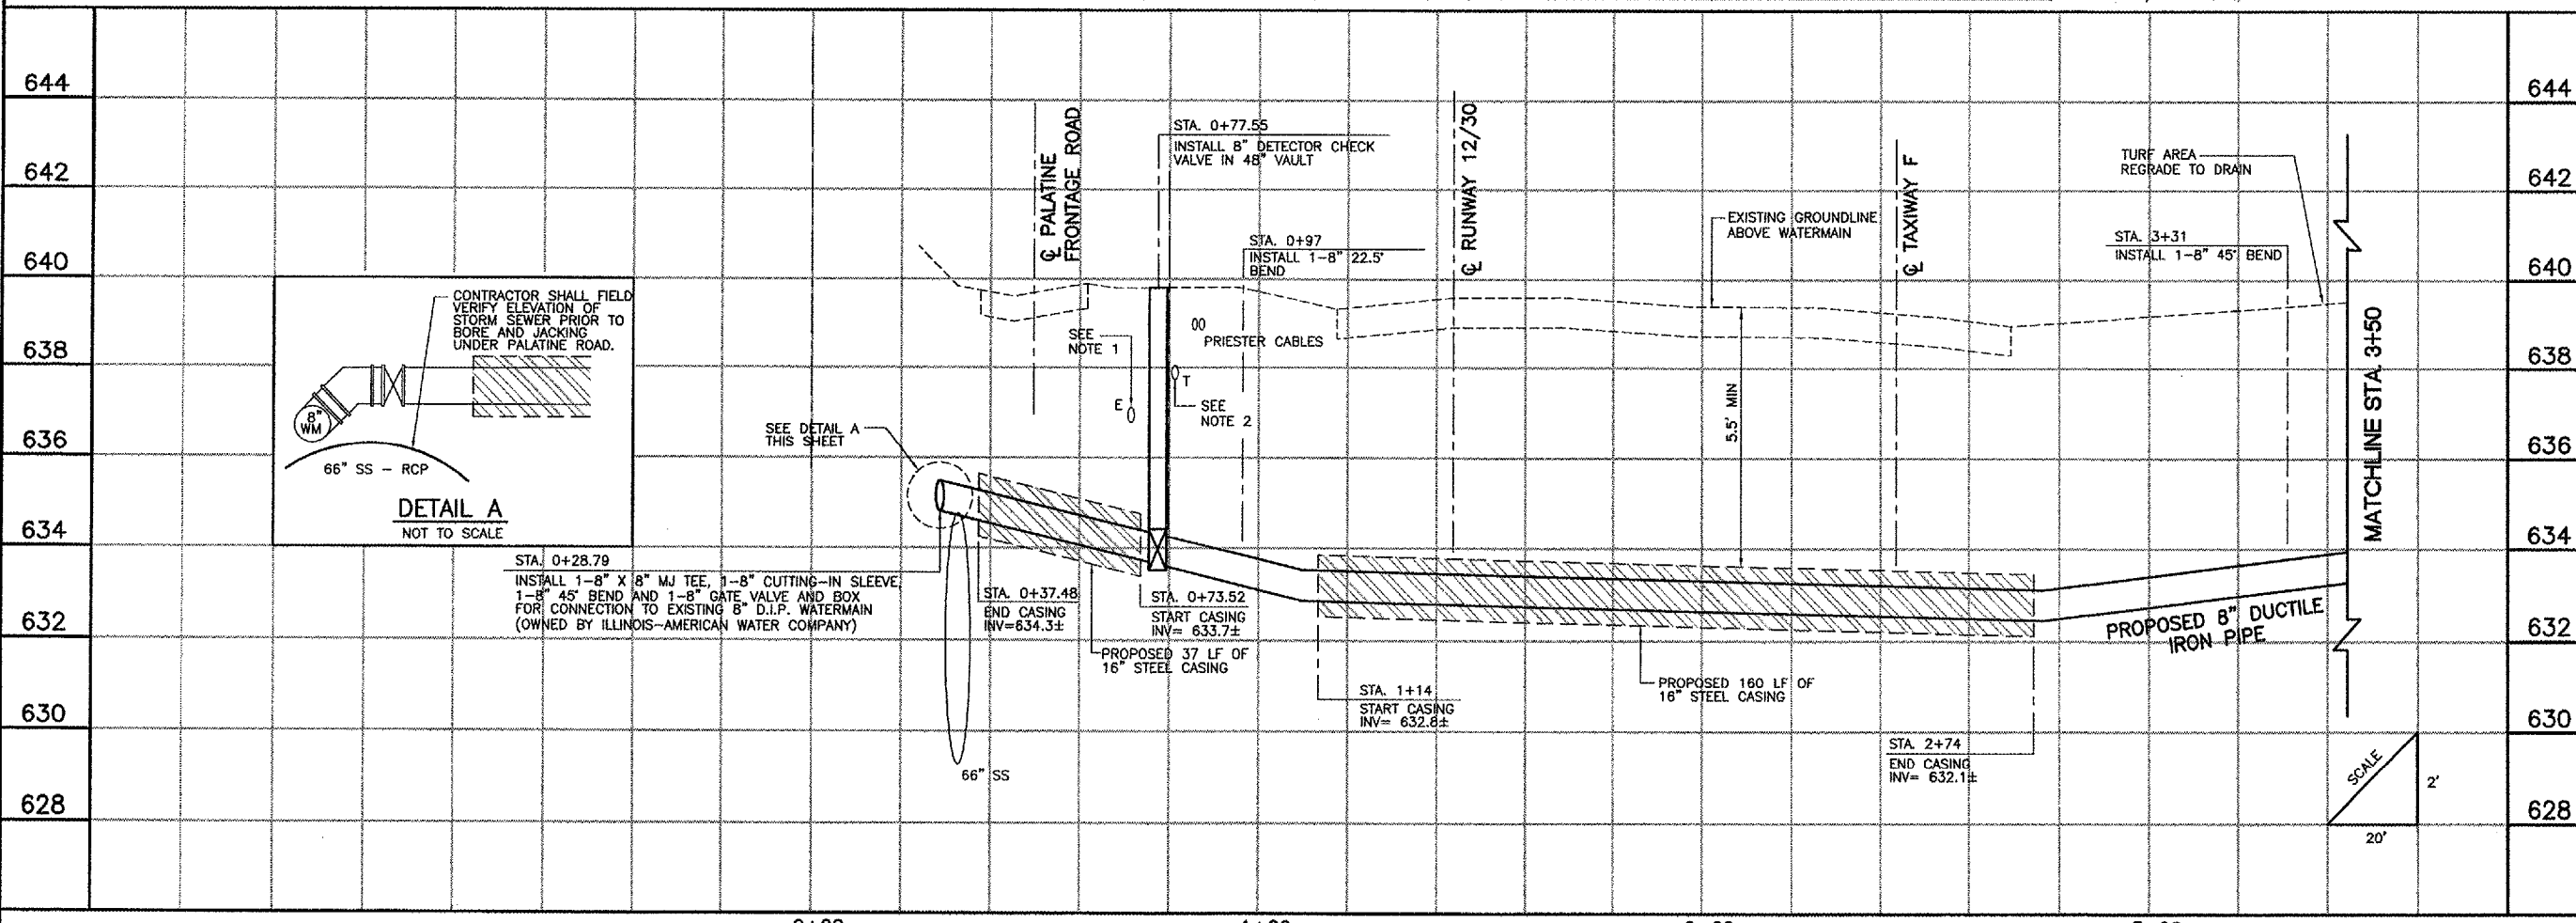 644
642
640
638
636
634
632
630
628
CONTRACTOR SHALL FIELD
VERIFY ELEVATION OF
STORM SEWER PRIOR TO
BORE AND JACKING
UNDER PALATINE ROAD.
8"
WM
66" SS - RCP
DETAIL A
NOT TO SCALE
SEE DETAIL A
THIS SHEET
STA. 0+28.79
INSTALL 1-8" X 8" MJ TEE, 1-8" CUTTING-IN SLEEVE,
1-8" 45° BEND AND 1-8" GATE VALVE AND BOX
FOR CONNECTION TO EXISTING 8" D.I.P. WATERMAIN
(OWNED BY ILLINOIS-AMERICAN WATER COMPANY)
℄ PALATINE
FRONTAGE ROAD
STA. 0+77.55
INSTALL 8" DETECTOR CHECK
VALVE IN 48" VAULT
STA. 0+97
INSTALL 1-8" 22.5°
BEND
PRIESTER CABLES
SEE
NOTE 1
E
T
SEE
NOTE 2
STA. 0+37.48
END CASING
INV=634.3±
STA. 0+73.52
START CASING
INV= 633.7±
PROPOSED 37 LF OF
16" STEEL CASING
66" SS
℄ RUNWAY 12/30
EXISTING GROUNDLINE
ABOVE WATERMAIN
5.5' MIN
℄ TAXIWAY F
STA. 1+14
START CASING
INV= 632.8±
PROPOSED 160 LF OF
16" STEEL CASING
STA. 2+74
END CASING
INV= 632.1±
TURF AREA
REGRADE TO DRAIN
STA. 3+31
INSTALL 1-8" 45° BEND
PROPOSED 8" DUCTILE
IRON PIPE
MATCHLINE STA. 3+50
SCALE
2'
20'
644
642
640
638
636
634
632
630
628